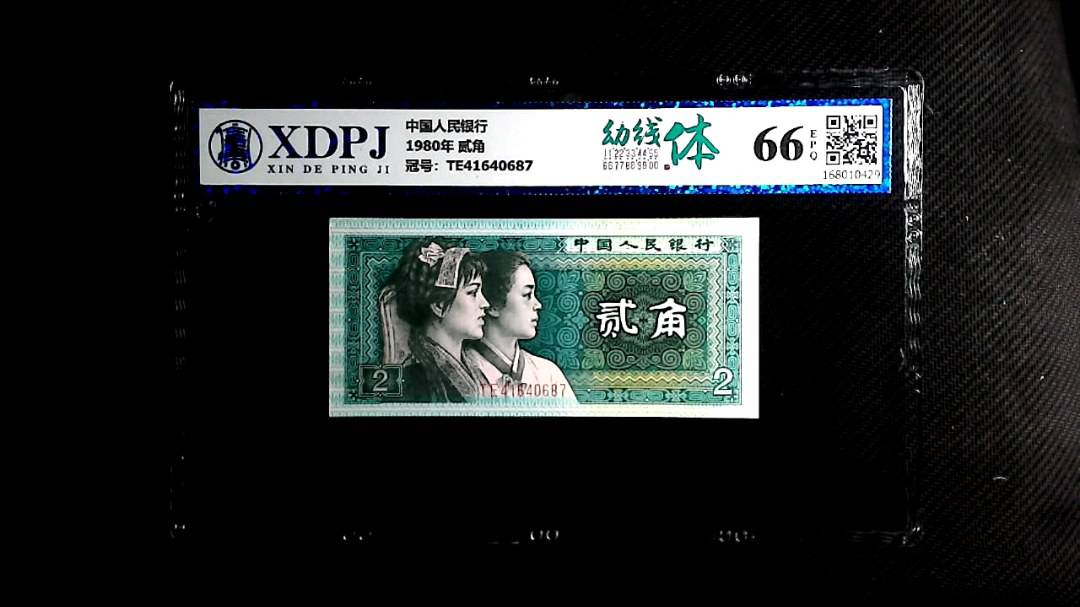 XDPJ
XIN DE PING JI
中国人民银行
1980年 贰角
冠号：TE41640687
幼线体
66
EPQ
168010429
中国人民银行
贰角
2
TE41640687
2